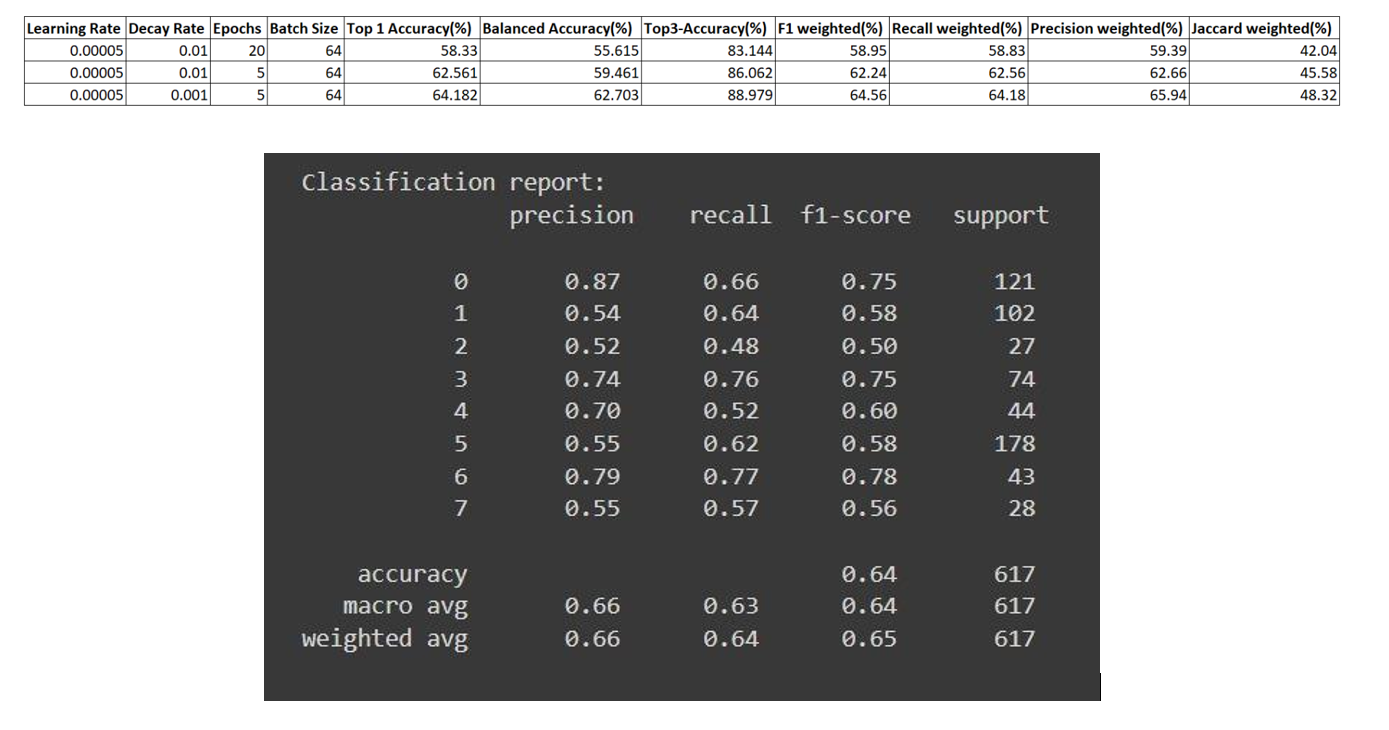 Learning Rate Decay Rate Epochs Batch Size Top 1 Accuracy(%) Balanced Accuracy(%) Top3-Accuracy(%) F1 weighted(%) Recall weighted(%) Precision weighted(%) Jaccard weighted(%)
0.00005 0.01 20 64 58.33 55.615 83.144 58.95 58.83 59.39 42.04
0.00005 0.01 5 64 62.561 59.461 86.062 62.24 62.56 62.66 45.58
0.00005 0.001 5 64 64.182 62.703 88.979 64.56 64.18 65.94 48.32
Classification report:
precision recall f1-score support
0 0.87 0.66 0.75 121
1 0.54 0.64 0.58 102
2 0.52 0.48 0.50 27
3 0.74 0.76 0.75 74
4 0.70 0.52 0.60 44
5 0.55 0.62 0.58 178
6 0.79 0.77 0.78 43
7 0.55 0.57 0.56 28
accuracy 0.64 617
macro avg 0.66 0.63 0.64 617
weighted avg 0.66 0.64 0.65 617